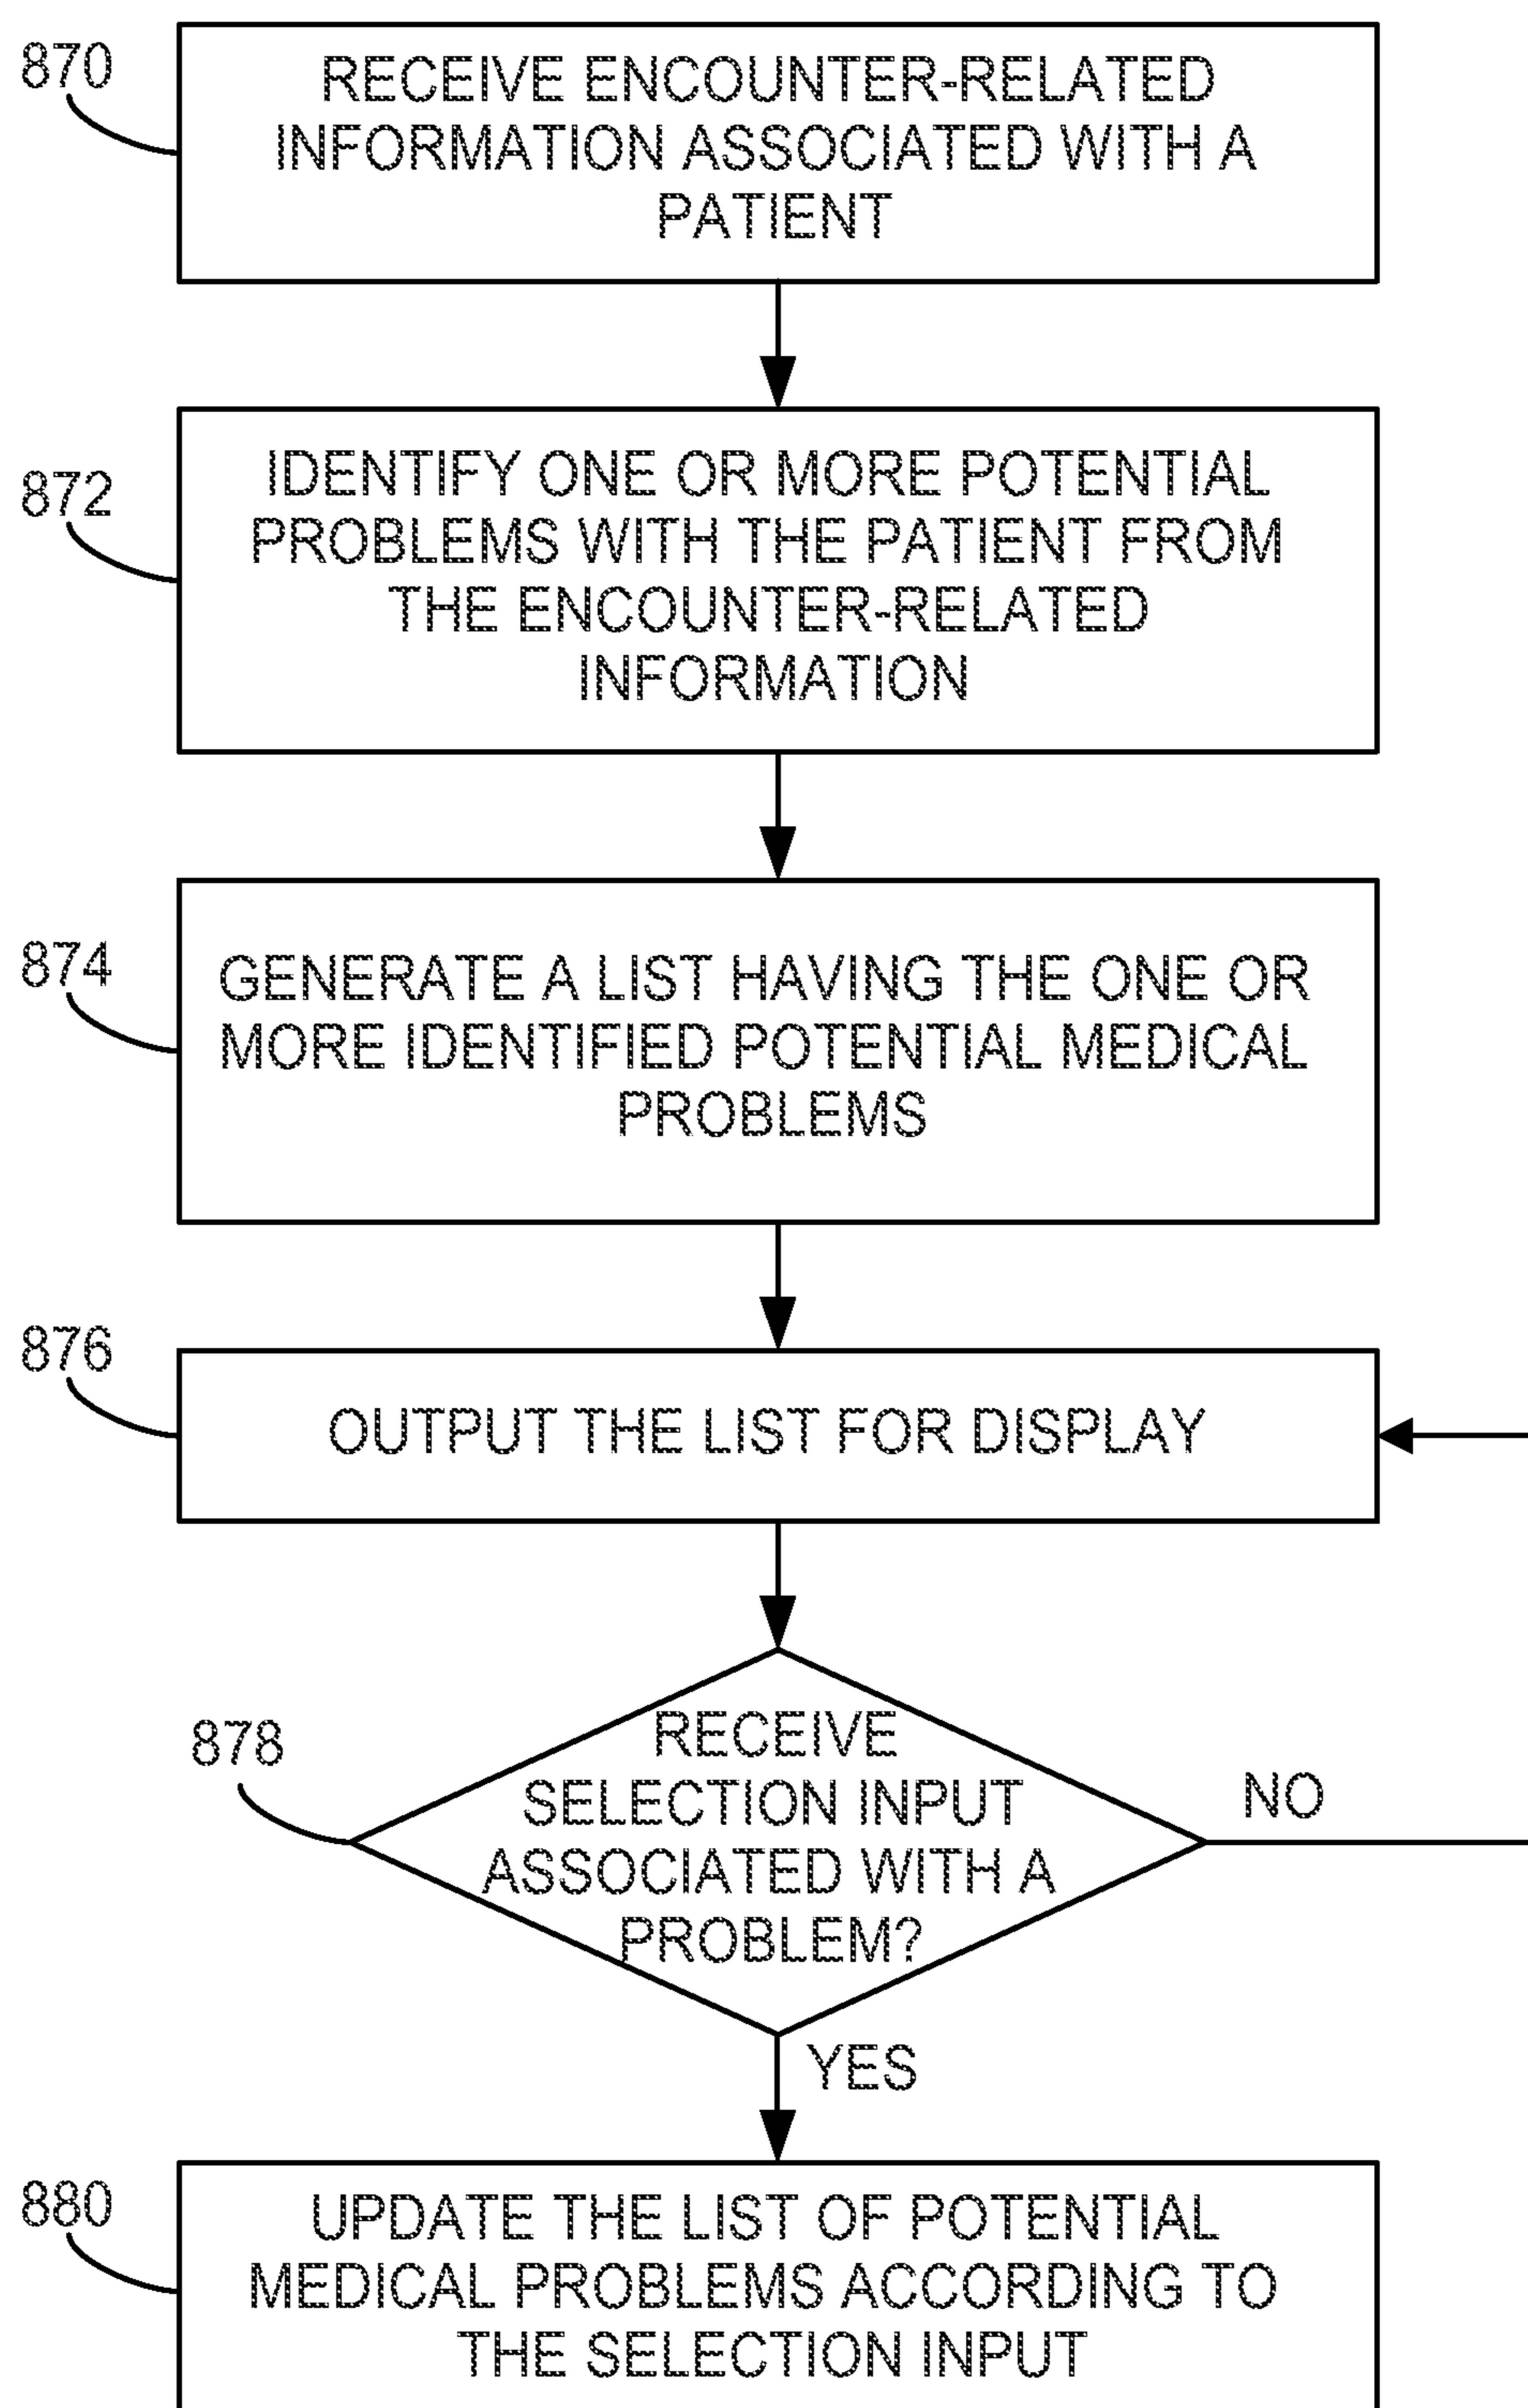 870
RECEIVE ENCOUNTER-RELATED
INFORMATION ASSOCIATED WITH A
PATIENT
872
IDENTIFY ONE OR MORE POTENTIAL
PROBLEMS WITH THE PATIENT FROM
THE ENCOUNTER-RELATED
INFORMATION
874
GENERATE A LIST HAVING THE ONE OR
MORE IDENTIFIED POTENTIAL MEDICAL
PROBLEMS
876
OUTPUT THE LIST FOR DISPLAY
878
RECEIVE
SELECTION INPUT
ASSOCIATED WITH A
PROBLEM?
NO
YES
880
UPDATE THE LIST OF POTENTIAL
MEDICAL PROBLEMS ACCORDING TO
THE SELECTION INPUT